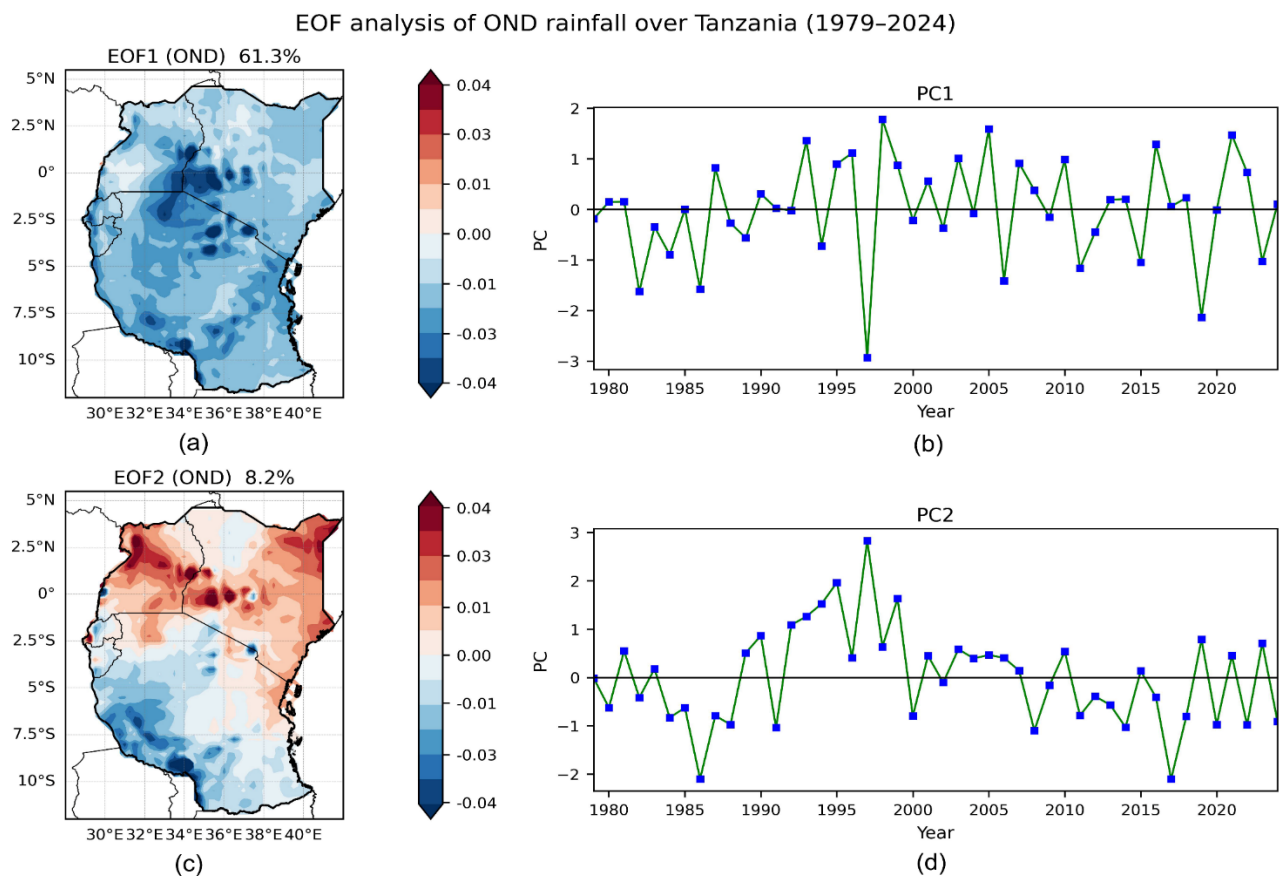 EOF analysis of OND rainfall over Tanzania (1979–2024)
EOF1 (OND) 61.3%
5°N
2.5°N
0°
2.5°S
5°S
7.5°S
10°S
30°E 32°E 34°E 36°E 38°E 40°E
(a)
0.04
0.03
0.01
0.00
-0.01
-0.03
-0.04
PC1
PC
2
1
0
−1
−2
−3
1980 1985 1990 1995 2000 2005 2010 2015 2020
Year
(b)
EOF2 (OND) 8.2%
5°N
2.5°N
0°
2.5°S
5°S
7.5°S
10°S
30°E 32°E 34°E 36°E 38°E 40°E
(c)
0.04
0.03
0.01
0.00
-0.01
-0.03
-0.04
PC2
PC
3
2
1
0
−1
−2
1980 1985 1990 1995 2000 2005 2010 2015 2020
Year
(d)